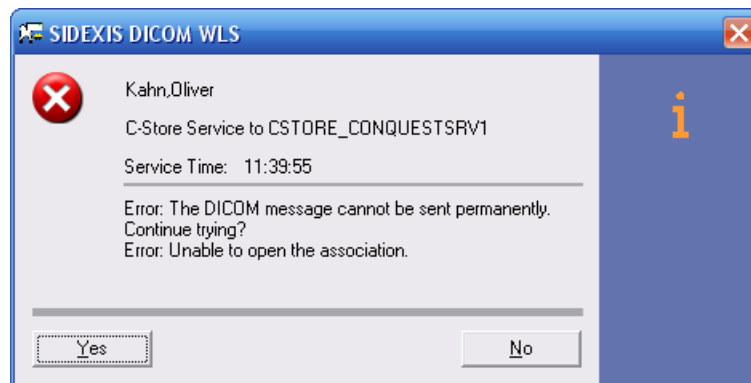 SIDEXIS DICOM WLS
Kahn,Oliver
C-Store Service to CSTORE_CONQUESTSRV1
Service Time: 11:39:55
Error: The DICOM message cannot be sent permanently.
Continue trying?
Error: Unable to open the association.
Yes
No